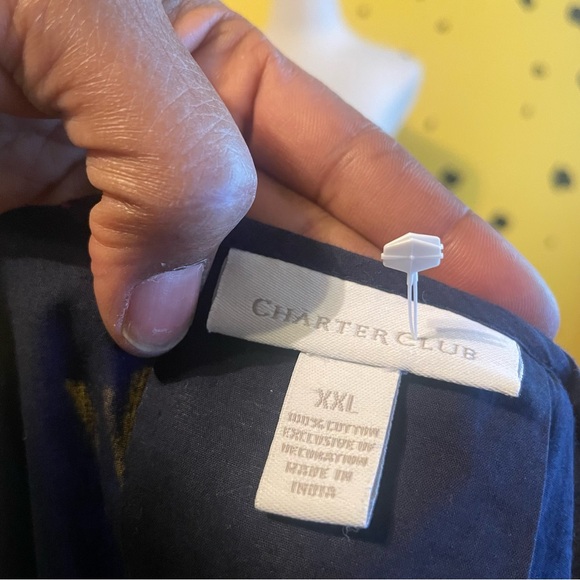 CHARTER CLUB
XXL
100% COTTON
EXCLUSIVE OF
DECORATION
MADE IN
INDIA